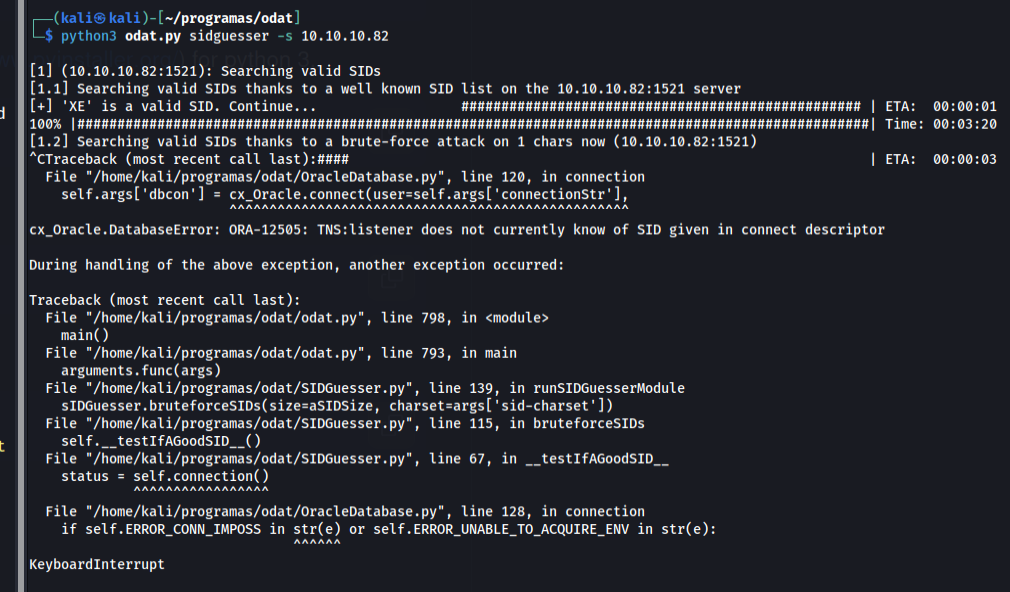 ┌──(kali㉿kali)-[~/programas/odat]
└─$ python3 odat.py sidguesser -s 10.10.10.82
[1] (10.10.10.82:1521): Searching valid SIDs
[1.1] Searching valid SIDs thanks to a well known SID list on the 10.10.10.82:1521 server
[+] 'XE' is a valid SID. Continue... ################################################## | ETA: 00:00:01
100% |###################################################################################################| Time: 00:03:20
[1.2] Searching valid SIDs thanks to a brute-force attack on 1 chars now (10.10.10.82:1521)
^CTraceback (most recent call last):#### | ETA: 00:00:03
File "/home/kali/programas/odat/OracleDatabase.py", line 120, in connection
self.args['dbcon'] = cx_Oracle.connect(user=self.args['connectionStr'],
^^^^^^^^^^^^^^^^^^^^^^^^^^^^^^^^^^^^^^^^^^^^^^^^^^
cx_Oracle.DatabaseError: ORA-12505: TNS:listener does not currently know of SID given in connect descriptor
During handling of the above exception, another exception occurred:
Traceback (most recent call last):
File "/home/kali/programas/odat/odat.py", line 798, in <module>
main()
File "/home/kali/programas/odat/odat.py", line 793, in main
arguments.func(args)
File "/home/kali/programas/odat/SIDGuesser.py", line 139, in runSIDGuesserModule
sIDGuesser.bruteforceSIDs(size=aSIDSize, charset=args['sid-charset'])
File "/home/kali/programas/odat/SIDGuesser.py", line 115, in bruteforceSIDs
self.__testIfAGoodSID__()
File "/home/kali/programas/odat/SIDGuesser.py", line 67, in __testIfAGoodSID__
status = self.connection()
^^^^^^^^^^^^^^^^^
File "/home/kali/programas/odat/OracleDatabase.py", line 128, in connection
if self.ERROR_CONN_IMPOSS in str(e) or self.ERROR_UNABLE_TO_ACQUIRE_ENV in str(e):
^^^^^^
KeyboardInterrupt